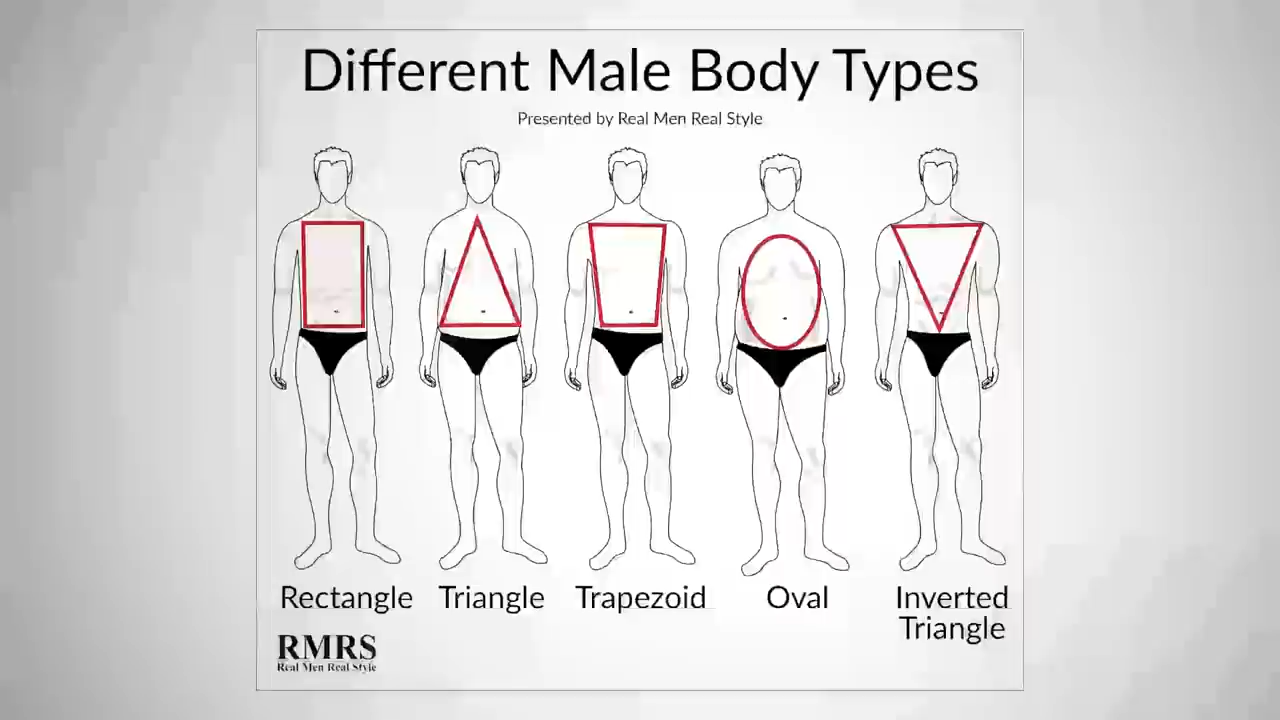 Different Male Body Types
Presented by Real Men Real Style
Rectangle Triangle Trapezoid Oval Inverted Triangle
RMRS
Real Men Real Style